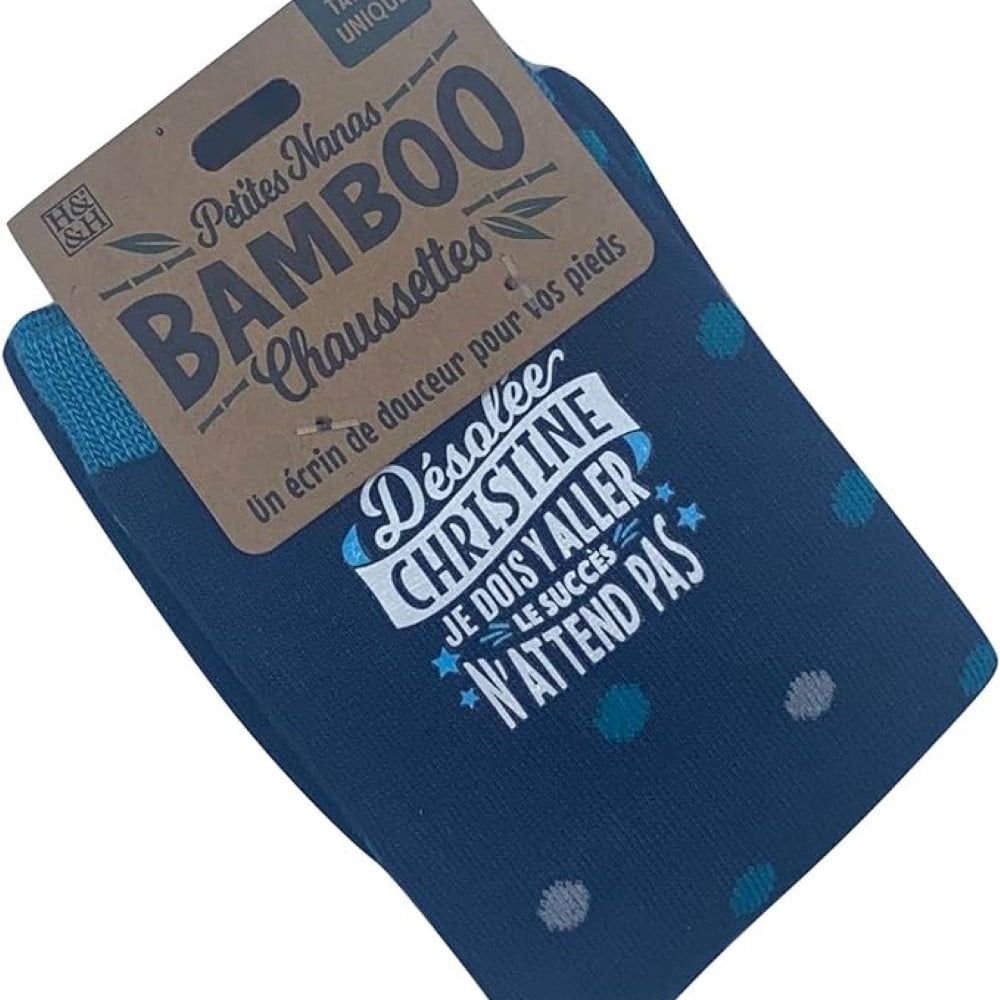 UNIQUE
H&
&H
Petites Nanas
BAMBOO
Chaussettes
Un écrin de douceur pour vos pieds
Désolée
CHRISTINE
JE DOIS Y ALLER
LE SUCCÈS
N'ATTEND PAS